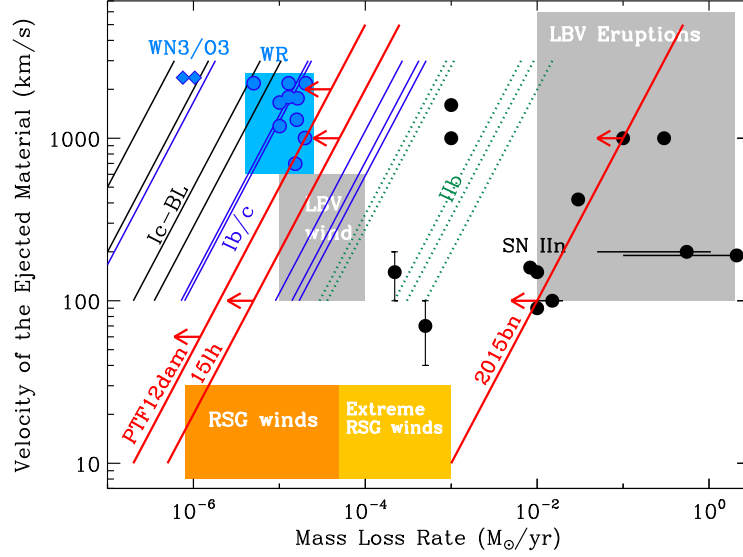 WN3/O3
WR
LBV Eruptions
1000
Ic-BL
Ib/c
LBV
wind
IIb
SN IIn
100
PTF12dam
15lh
2015bn
RSG winds
Extreme
RSG winds
10
10⁻⁶
10⁻⁴
10⁻²
10⁰
Mass Loss Rate (M☉/yr)
Velocity of the Ejected Material (km/s)